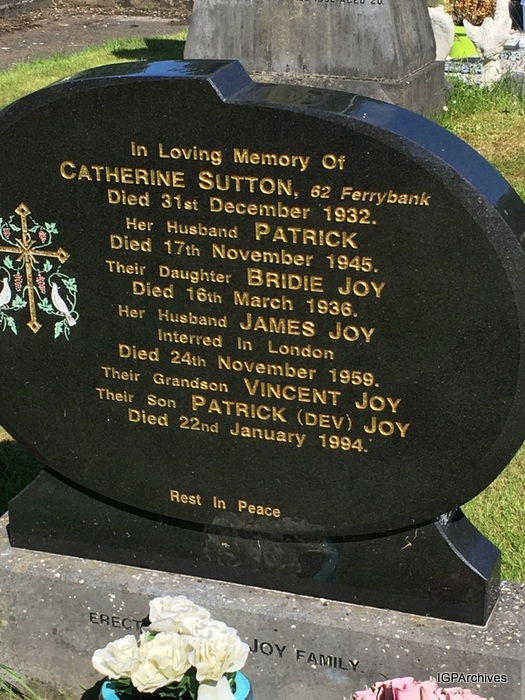 In Loving Memory Of
CATHERINE SUTTON, 62 Ferrybank
Died 31st December 1932.
Her Husband PATRICK
Died 17th November 1945.
Their Daughter BRIDIE JOY
Died 16th March 1936.
Her Husband JAMES JOY
Interred In London
Died 24th November 1959.
Their Grandson VINCENT JOY
Their Son PATRICK (DEV) JOY
Died 22nd January 1994.
Rest In Peace
JOY FAMILY.
IGPArchives